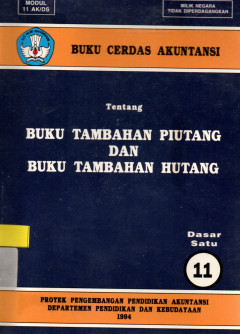 MODUL
11 AK/DS
MILIK NEGARA
TIDAK DIPERDAGANGKAN
BUKU CERDAS AKUNTANSI
Tentang
BUKU TAMBAHAN PIUTANG
DAN
BUKU TAMBAHAN HUTANG
Dasar
Satu
11
PROYEK PENGEMBANGAN PENDIDIKAN AKUNTANSI
DEPARTEMEN PENDIDIKAN DAN KEBUDAYAAN
1994